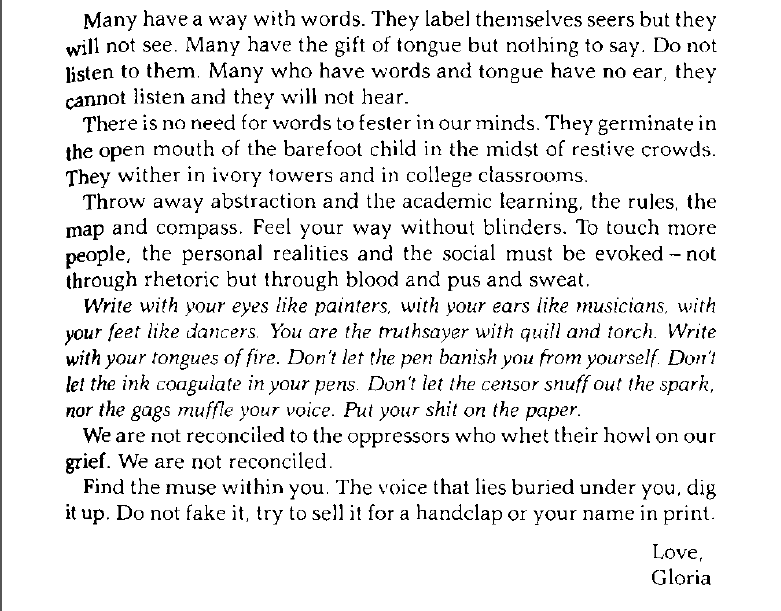 Many have a way with words. They label themselves seers but they
will not see. Many have the gift of tongue but nothing to say. Do not
listen to them. Many who have words and tongue have no ear, they
cannot listen and they will not hear.
There is no need for words to fester in our minds. They germinate in
the open mouth of the barefoot child in the midst of restive crowds.
They wither in ivory towers and in college classrooms.
Throw away abstraction and the academic learning, the rules, the
map and compass. Feel your way without blinders. To touch more
people, the personal realities and the social must be evoked – not
through rhetoric but through blood and pus and sweat.
Write with your eyes like painters, with your ears like musicians, with
your feet like dancers. You are the truthsayer with quill and torch. Write
with your tongues of fire. Don't let the pen banish you from yourself. Don't
let the ink coagulate in your pens. Don't let the censor snuff out the spark,
nor the gags muffle your voice. Put your shit on the paper.
We are not reconciled to the oppressors who whet their howl on our
grief. We are not reconciled.
Find the muse within you. The voice that lies buried under you, dig
it up. Do not fake it, try to sell it for a handclap or your name in print.
Love,
Gloria